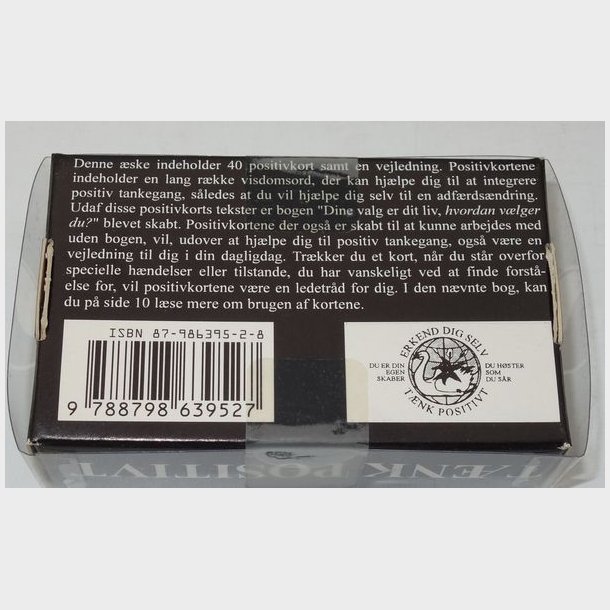 Denne æske indeholder 40 positivkort samt en vejledning. Positivkortene
indeholder en lang række visdomsord, der kan hjælpe dig til at integrere
positiv tankegang, således at du vil hjælpe dig selv til en adfærdsændring.
Udaf disse positivkorts tekster er bogen "Dine valg er dit liv, hvordan vælger
du?" blevet skabt. Positivkortene der også er skabt til at kunne arbejdes med
uden bogen, vil, udover at hjælpe dig til positiv tankegang, også være en
vejledning til dig i din dagligdag. Trækker du et kort, når du står overfor
specielle hændelser eller tilstande, du har vanskeligt ved at finde forstå-
else for, vil positivkortene være en ledetråd for dig. I den nævnte bog, kan
du på side 10 læse mere om brugen af kortene.
ISBN 87-986395-2-8
9 788798 639527
ERKEND DIG SELV
DU ER DIN
EGEN
SKABER
DU HØSTER
SOM
DU SÅR
TÆNK POSITIVT
TÆNK POSITIVT